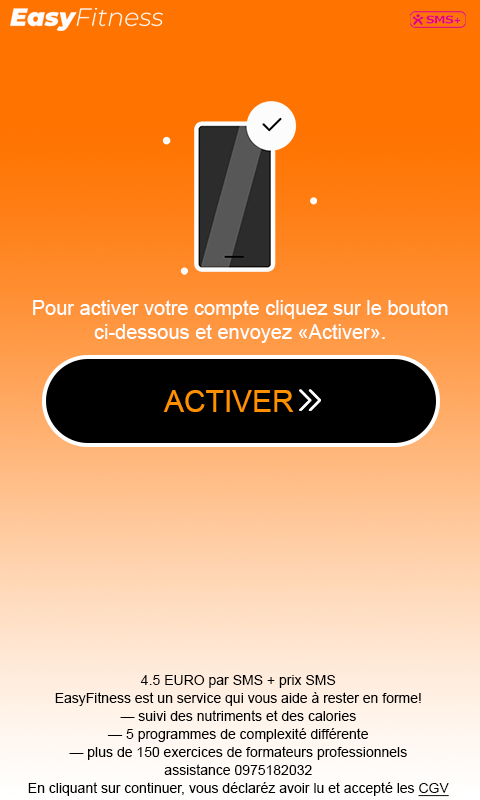 EasyFitness
SMS+
Pour activer votre compte cliquez sur le bouton
ci-dessous et envoyez «Activer».
ACTIVER
4.5 EURO par SMS + prix SMS
EasyFitness est un service qui vous aide à rester en forme!
— suivi des nutriments et des calories
— 5 programmes de complexité différente
— plus de 150 exercices de formateurs professionnels
assistance 0975182032
En cliquant sur continuer, vous déclaréz avoir lu et accepté les CGV